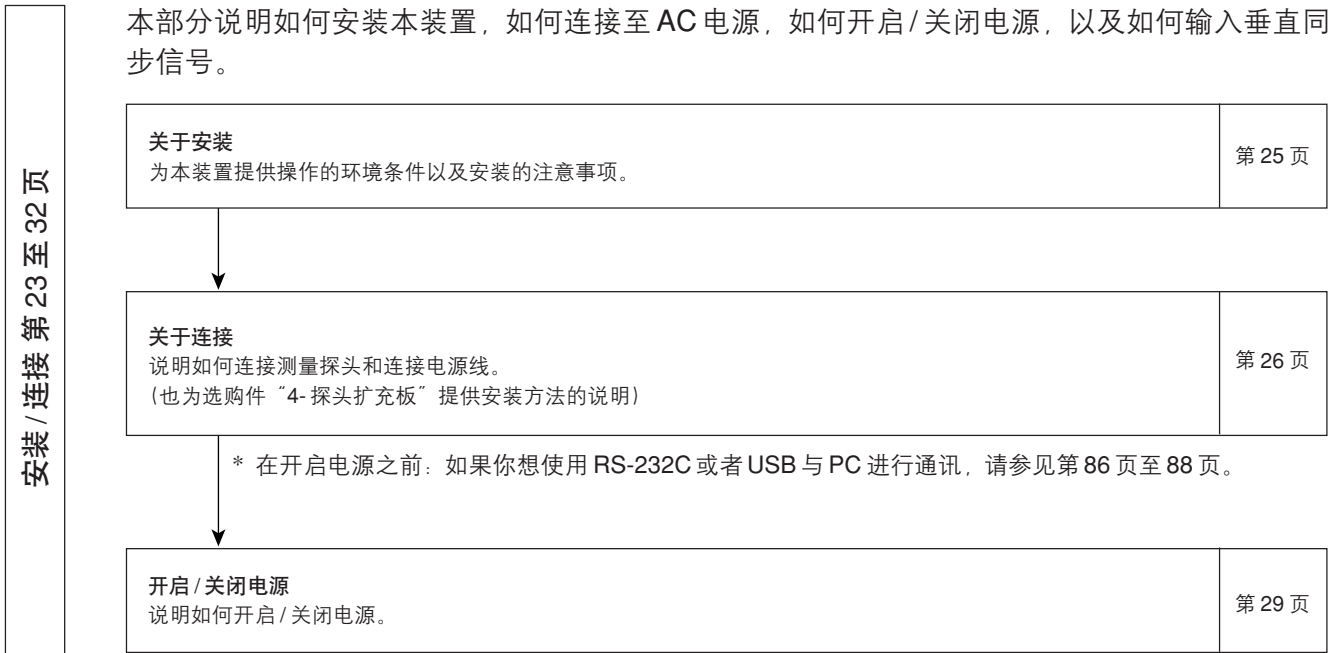 本部分说明如何安装本装置，如何连接至 AC 电源，如何开启/关闭电源，以及如何输入垂直同
步信号。
安装/连接 第 23 至 32 页
关于安装
为本装置提供操作的环境条件以及安装的注意事项。
第 25 页
关于连接
说明如何连接测量探头和连接电源线。
（也为选购件“4-探头扩充板”提供安装方法的说明）
第 26 页
* 在开启电源之前：如果你想使用 RS-232C 或者 USB 与 PC 进行通讯，请参见第 86 页至 88 页。
开启/关闭电源
说明如何开启/关闭电源。
第 29 页